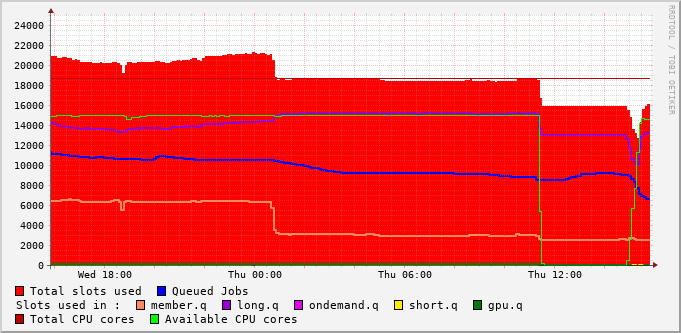 RRDTOOL / TOBI OETIKER
24000
22000
20000
18000
16000
14000
12000
10000
8000
6000
4000
2000
0
Wed 18:00 Thu 00:00 Thu 06:00 Thu 12:00
Total slots used Queued Jobs
Slots used in : member.q long.q ondemand.q short.q gpu.q
Total CPU cores Available CPU cores